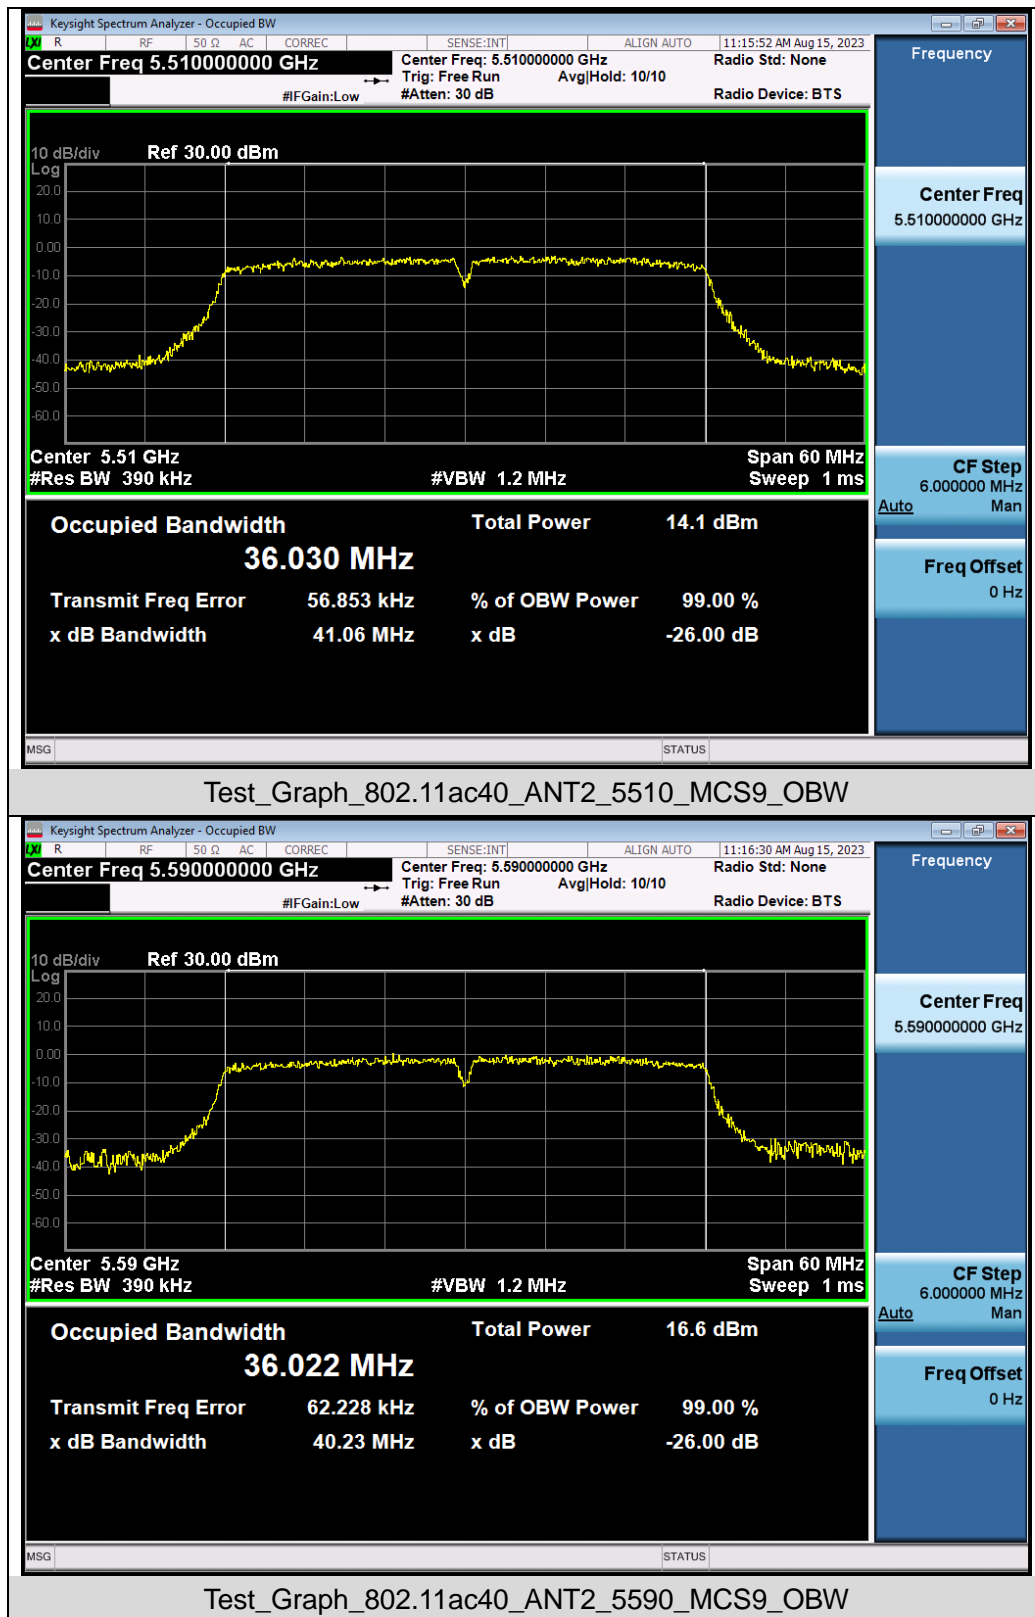 Keysight Spectrum Analyzer - Occupied BW
LXI R RF 50 Ω AC CORREC SENSE:INT ALIGN AUTO 11:15:52 AM Aug 15, 2023
Center Freq 5.510000000 GHz Center Freq: 5.510000000 GHz Radio Std: None
Trig: Free Run Avg|Hold: 10/10
#IFGain:Low #Atten: 30 dB Radio Device: BTS
Frequency
10 dB/div Ref 30.00 dBm
Log
20.0
10.0
0.00
-10.0
-20.0
-30.0
-40.0
-50.0
-60.0
Center 5.51 GHz Span 60 MHz
#Res BW 390 kHz #VBW 1.2 MHz Sweep 1 ms
Center Freq
5.510000000 GHz
CF Step
6.000000 MHz
Auto Man
Freq Offset
0 Hz
Occupied Bandwidth Total Power 14.1 dBm
36.030 MHz
Transmit Freq Error 56.853 kHz % of OBW Power 99.00 %
x dB Bandwidth 41.06 MHz x dB -26.00 dB
MSG STATUS
Test_Graph_802.11ac40_ANT2_5510_MCS9_OBW
Keysight Spectrum Analyzer - Occupied BW
LXI R RF 50 Ω AC CORREC SENSE:INT ALIGN AUTO 11:16:30 AM Aug 15, 2023
Center Freq 5.590000000 GHz Center Freq: 5.590000000 GHz Radio Std: None
Trig: Free Run Avg|Hold: 10/10
#IFGain:Low #Atten: 30 dB Radio Device: BTS
Frequency
10 dB/div Ref 30.00 dBm
Log
20.0
10.0
0.00
-10.0
-20.0
-30.0
-40.0
-50.0
-60.0
Center 5.59 GHz Span 60 MHz
#Res BW 390 kHz #VBW 1.2 MHz Sweep 1 ms
Center Freq
5.590000000 GHz
CF Step
6.000000 MHz
Auto Man
Freq Offset
0 Hz
Occupied Bandwidth Total Power 16.6 dBm
36.022 MHz
Transmit Freq Error 62.228 kHz % of OBW Power 99.00 %
x dB Bandwidth 40.23 MHz x dB -26.00 dB
MSG STATUS
Test_Graph_802.11ac40_ANT2_5590_MCS9_OBW